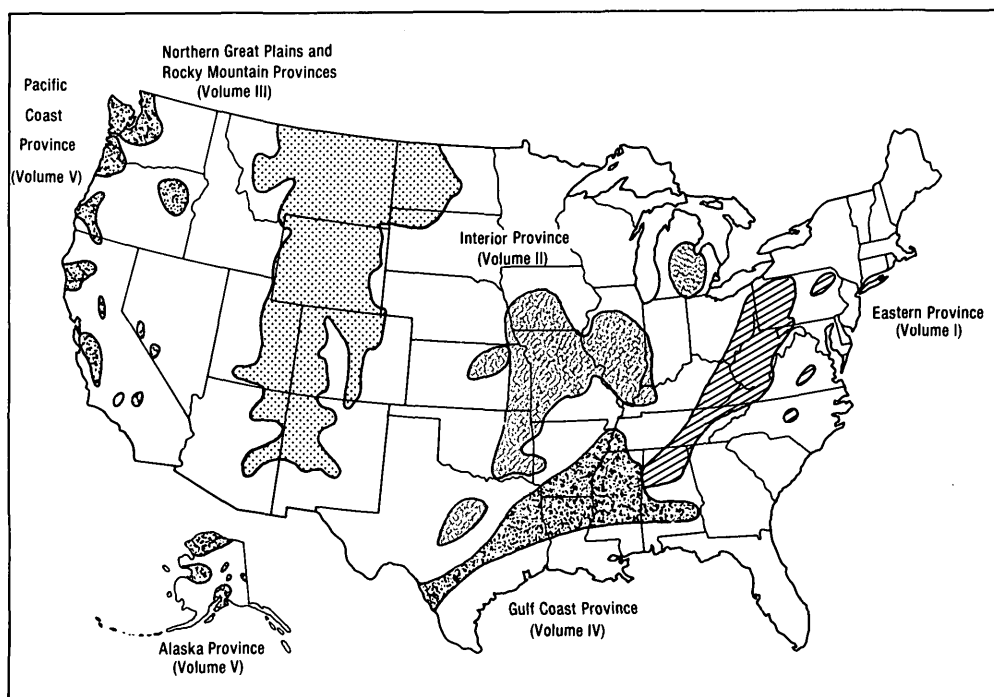 Northern Great Plains and
Rocky Mountain Provinces
(Volume III)
Pacific
Coast
Province
(Volume V)
Interior Province
(Volume II)
Eastern Province
(Volume I)
Gulf Coast Province
(Volume IV)
Alaska Province
(Volume V)